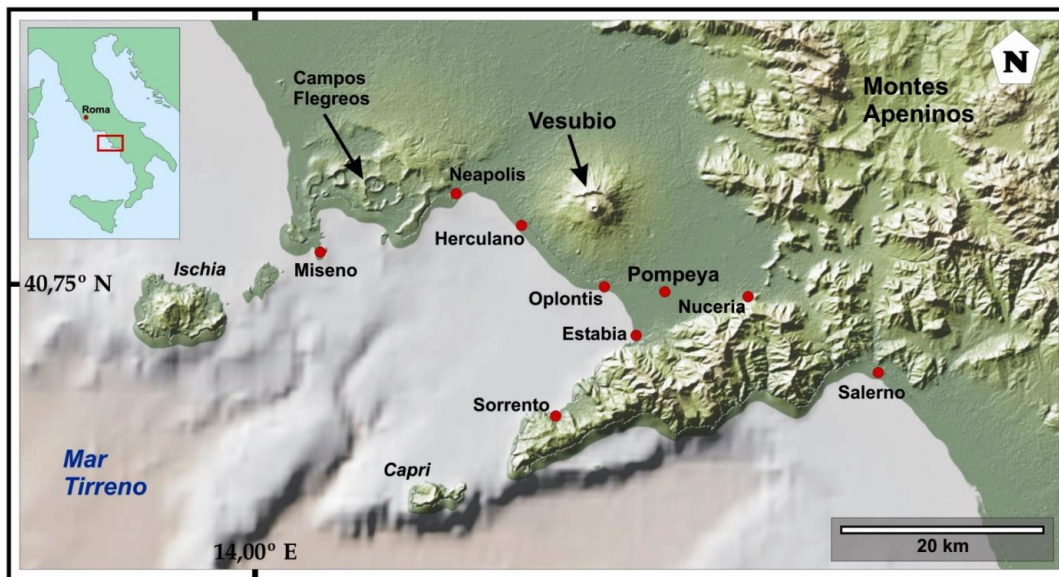 Roma
N
Campos
Flegreos
Montes
Apeninos
Vesubio
Neapolis
Herculano
Miseno
Ischia
40,75º N
Pompeya
Oplontis
Nuceria
Estabia
Salerno
Sorrento
Mar
Tirreno
Capri
14,00º E
20 km